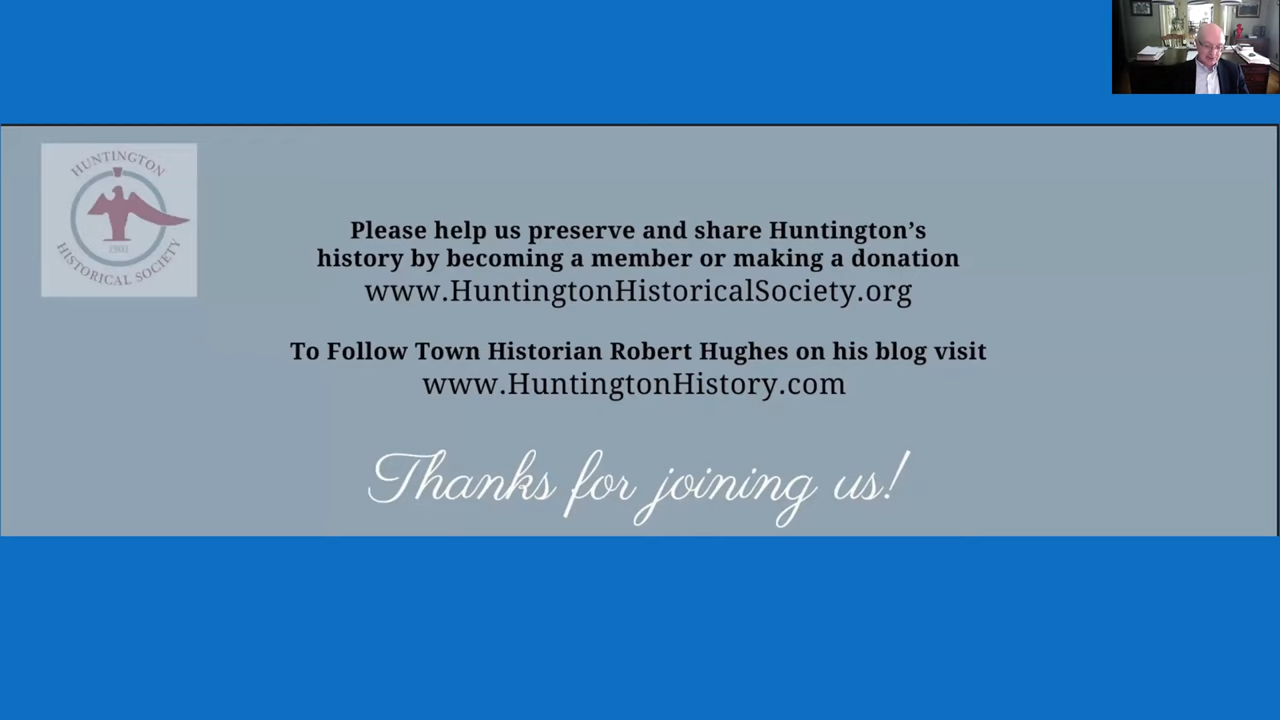 HUNTINGTON
1903
HISTORICAL SOCIETY
Please help us preserve and share Huntington’s
history by becoming a member or making a donation
www.HuntingtonHistoricalSociety.org
To Follow Town Historian Robert Hughes on his blog visit
www.HuntingtonHistory.com
Thanks for joining us!